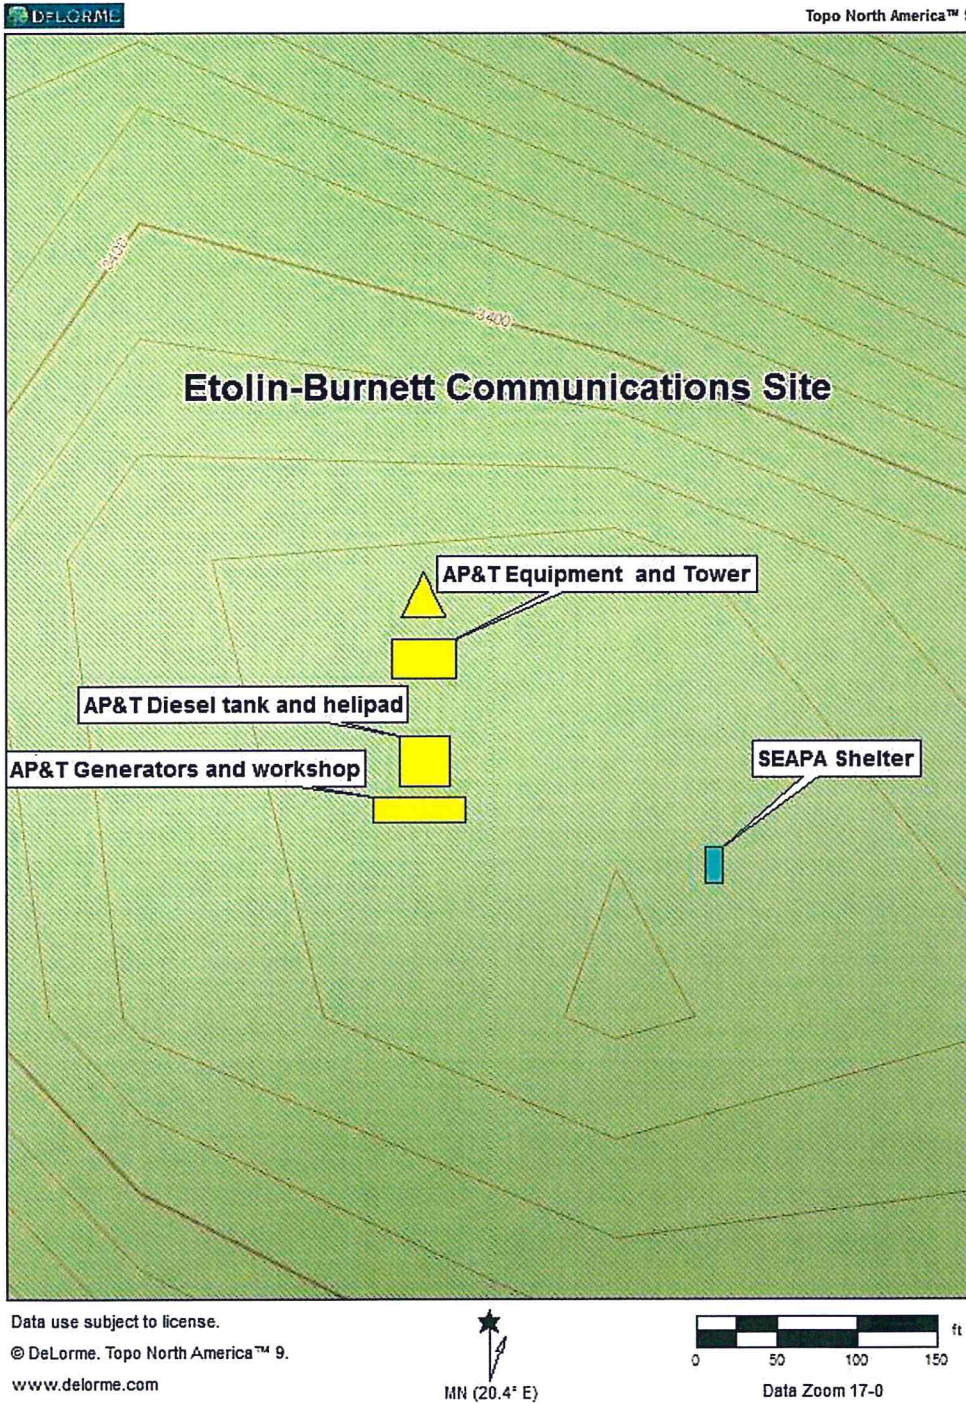 DELORME
Topo North America™ 9
3400
3400
Etolin-Burnett Communications Site
AP&T Equipment and Tower
AP&T Diesel tank and helipad
AP&T Generators and workshop
SEAPA Shelter
Data use subject to license.
© DeLorme. Topo North America™ 9.
www.delorme.com
MN (20.4° E)
ft
0 50 100 150
Data Zoom 17-0